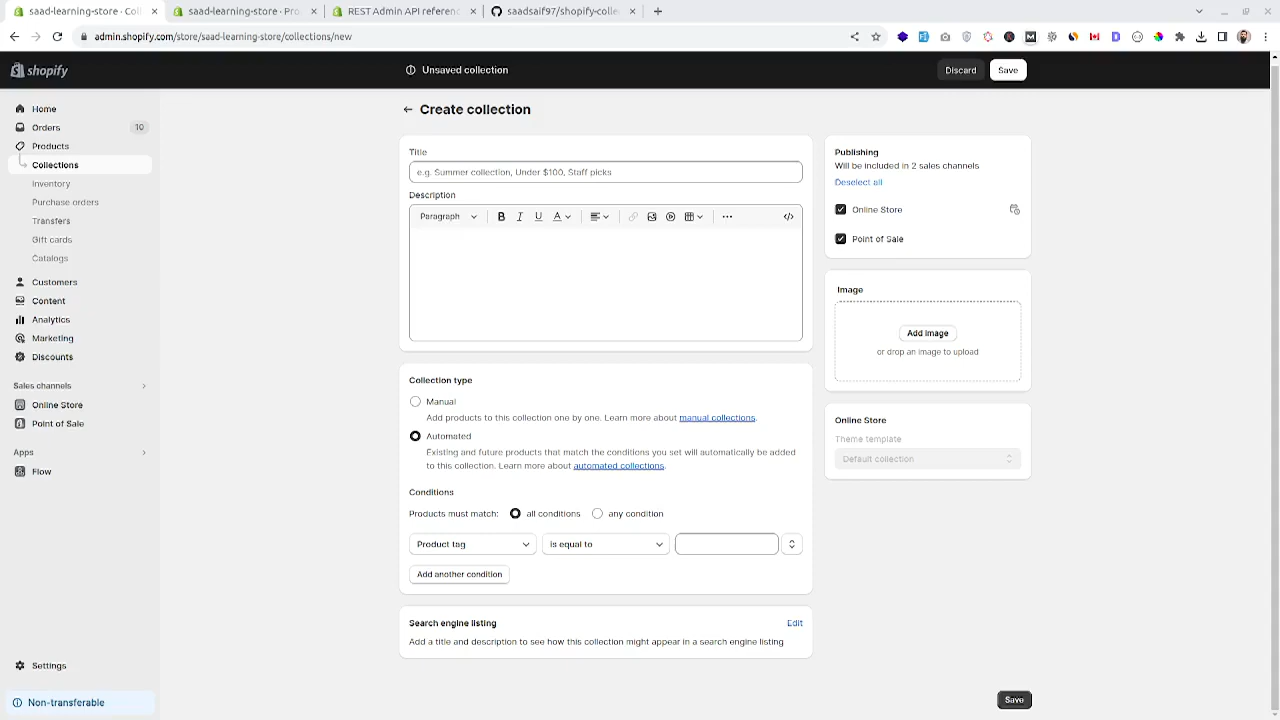 saad-learning-store · Col
saad-learning-store · Pro
REST Admin API referenc
saadsaif97/shopify-colle
admin.shopify.com/store/saad-learning-store/collections/new
shopify
Unsaved collection
Discard
Save
Home
Orders
10
Products
Collections
Inventory
Purchase orders
Transfers
Gift cards
Catalogs
Customers
Content
Analytics
Marketing
Discounts
Sales channels
Online Store
Point of Sale
Apps
Flow
Settings
Non-transferable
Create collection
Title
e.g. Summer collection, Under $100, Staff picks
Description
Paragraph
B I U A
Collection type
Manual
Add products to this collection one by one. Learn more about manual collections.
Automated
Existing and future products that match the conditions you set will automatically be added
to this collection. Learn more about automated collections.
Conditions
Products must match: all conditions any condition
Product tag
is equal to
Add another condition
Search engine listing
Edit
Add a title and description to see how this collection might appear in a search engine listing
Publishing
Will be included in 2 sales channels
Deselect all
Online Store
Point of Sale
Image
Add image
or drop an image to upload
Online Store
Theme template
Default collection
Save